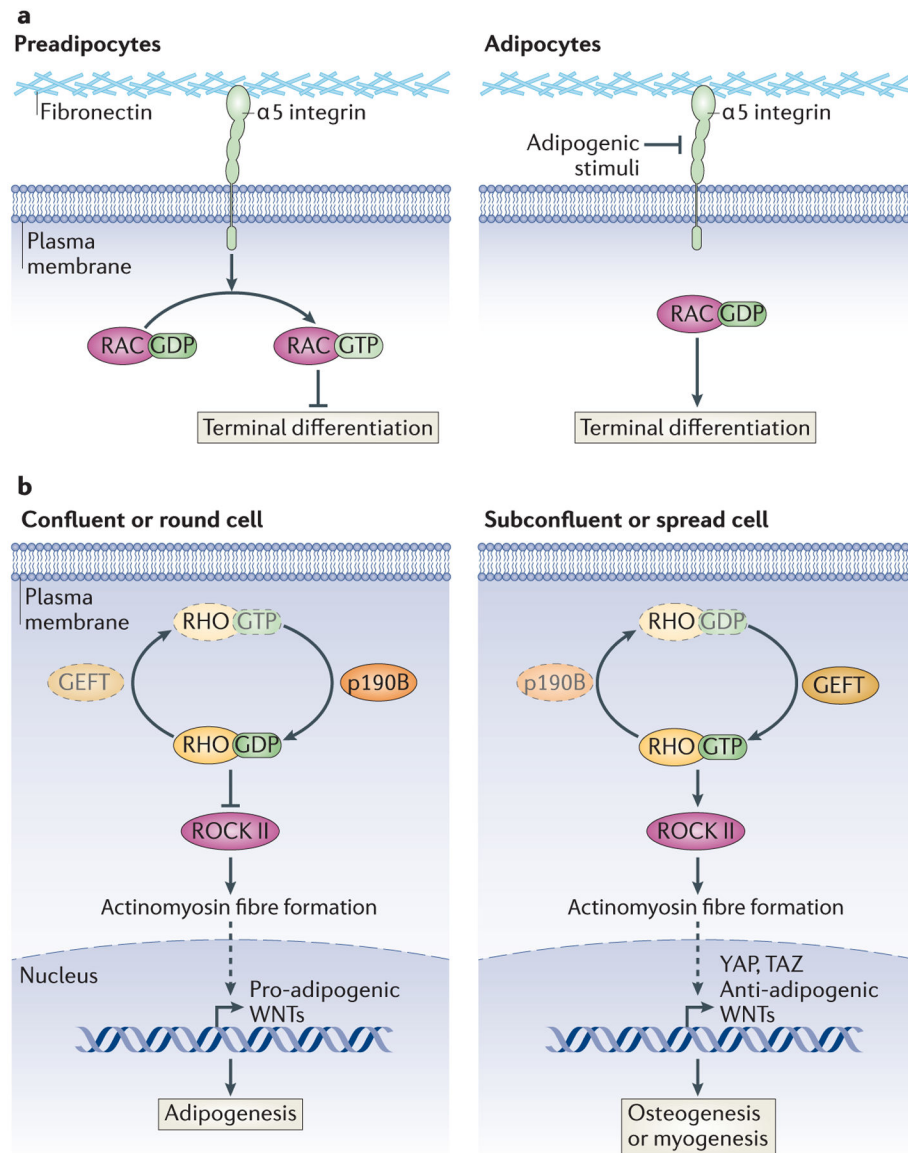 a
Preadipocytes
Fibronectin
α5 integrin
Plasma
membrane
RAC GDP
RAC GTP
Terminal differentiation
Adipocytes
α5 integrin
Adipogenic
stimuli
RAC GDP
Terminal differentiation
b
Confluent or round cell
Plasma
membrane
RHO GTP
GEFT
p190B
RHO GDP
ROCK II
Actinomyosin fibre formation
Nucleus
Pro-adipogenic
WNTs
Adipogenesis
Subconfluent or spread cell
RHO GDP
p190B
GEFT
RHO GTP
ROCK II
Actinomyosin fibre formation
YAP, TAZ
Anti-adipogenic
WNTs
Osteogenesis
or myogenesis